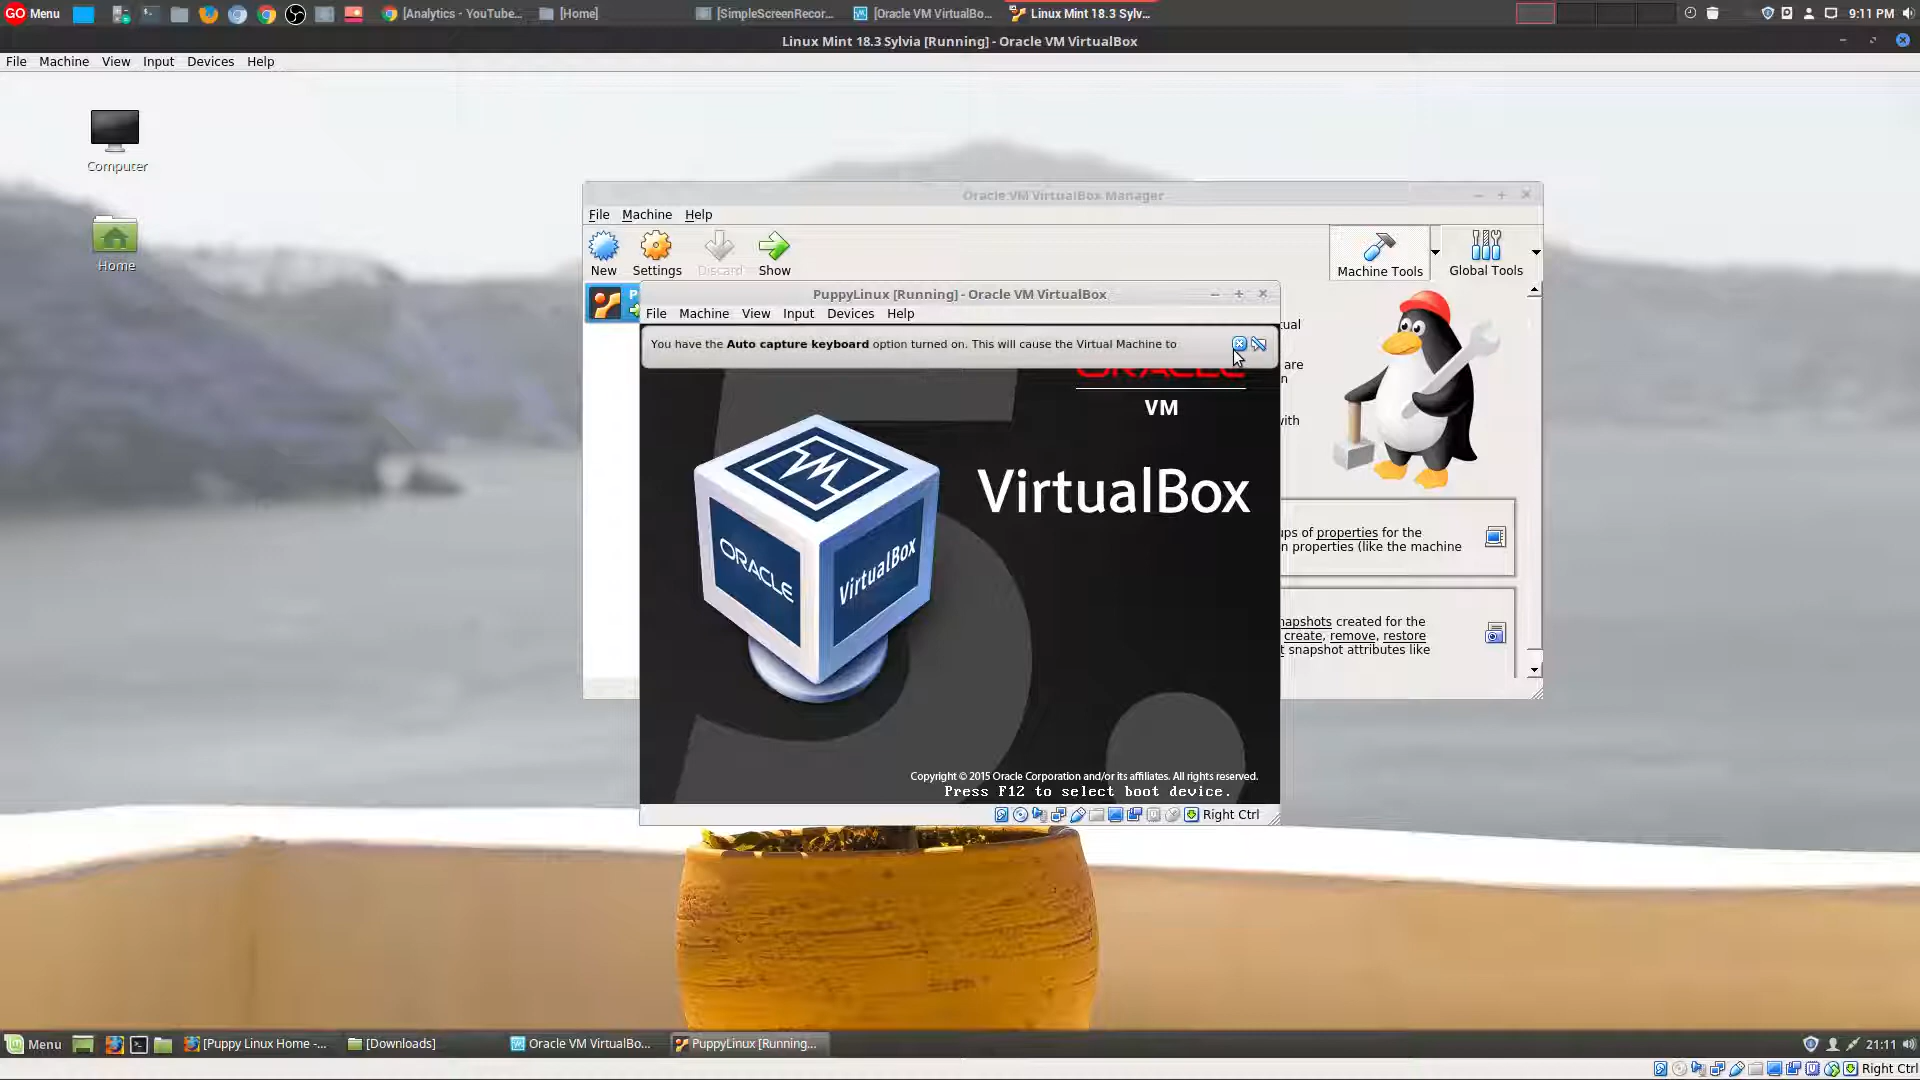 GO Menu
[Analytics - YouTube...
[Home]
[SimpleScreenRecor...
[Oracle VM VirtualBo...
Linux Mint 18.3 Sylv...
9:11 PM
Linux Mint 18.3 Sylvia [Running] - Oracle VM VirtualBox
File Machine View Input Devices Help
Computer
Home
Oracle VM VirtualBox Manager
File Machine Help
New Settings Discard Show
Machine Tools Global Tools
P
PuppyLinux [Running] - Oracle VM VirtualBox
File Machine View Input Devices Help
You have the Auto capture keyboard option turned on. This will cause the Virtual Machine to
tual
are
n
with
ORACLE
VM
VirtualBox
ORACLE
VirtualBox
5.
ups of properties for the
n properties (like the machine
napshots created for the
create, remove, restore
t snapshot attributes like
Copyright © 2015 Oracle Corporation and/or its affiliates. All rights reserved.
Press F12 to select boot device.
Right Ctrl
Menu
[Puppy Linux Home -...
[Downloads]
Oracle VM VirtualBo...
PuppyLinux [Running...
21:11
Right Ctrl